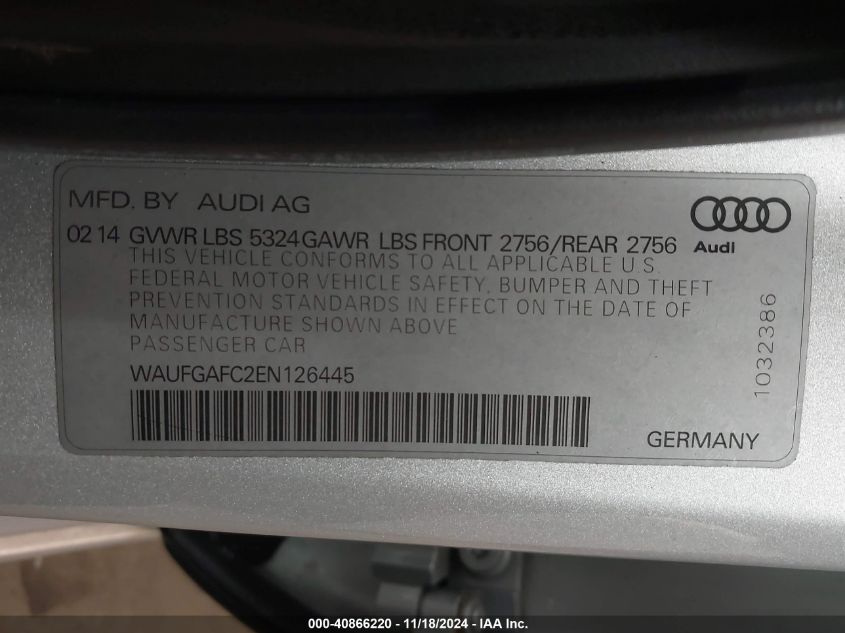 MFD. BY AUDI AG
02 14 GVWR LBS 5324 GAWR LBS FRONT 2756/REAR 2756
Audi
THIS VEHICLE CONFORMS TO ALL APPLICABLE U.S.
FEDERAL MOTOR VEHICLE SAFETY, BUMPER AND THEFT
PREVENTION STANDARDS IN EFFECT ON THE DATE OF
MANUFACTURE SHOWN ABOVE
PASSENGER CAR
WAUFGAFC2EN126445
1032386
GERMANY
000-40866220 - 11/18/2024 - IAA Inc.